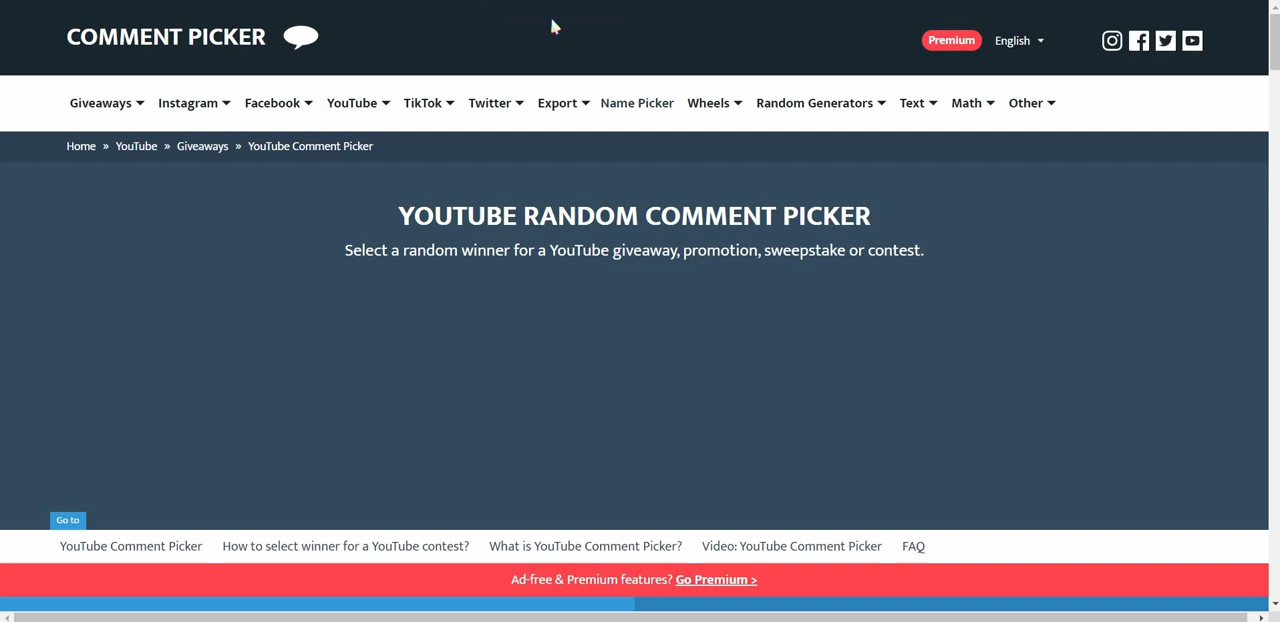 COMMENT PICKER
Premium English
Giveaways Instagram Facebook YouTube TikTok Twitter Export Name Picker Wheels Random Generators Text Math Other
Home » YouTube » Giveaways » YouTube Comment Picker
YOUTUBE RANDOM COMMENT PICKER
Select a random winner for a YouTube giveaway, promotion, sweepstake or contest.
Go to
YouTube Comment Picker How to select winner for a YouTube contest? What is YouTube Comment Picker? Video: YouTube Comment Picker FAQ
Ad-free & Premium features? Go Premium >